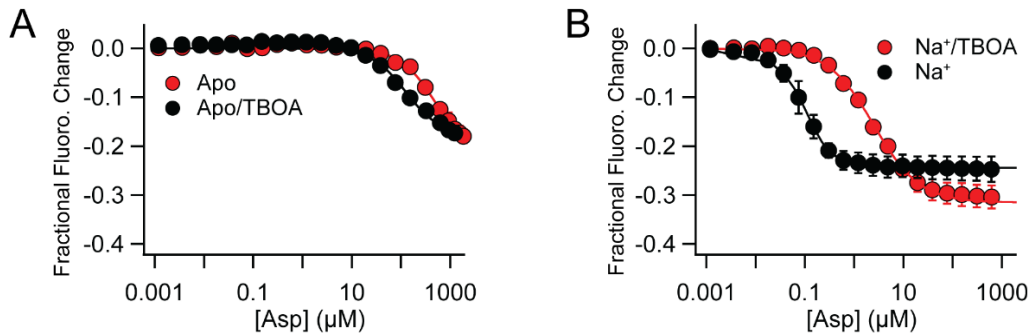 A
Fractional Fluoro. Change
0.0
-0.1
-0.2
-0.3
-0.4
Apo
Apo/TBOA
0.001
0.1
10
1000
[Asp] (µM)
B
Fractional Fluoro. Change
0.0
-0.1
-0.2
-0.3
-0.4
Na⁺/TBOA
Na⁺
0.001
0.1
10
1000
[Asp] (µM)